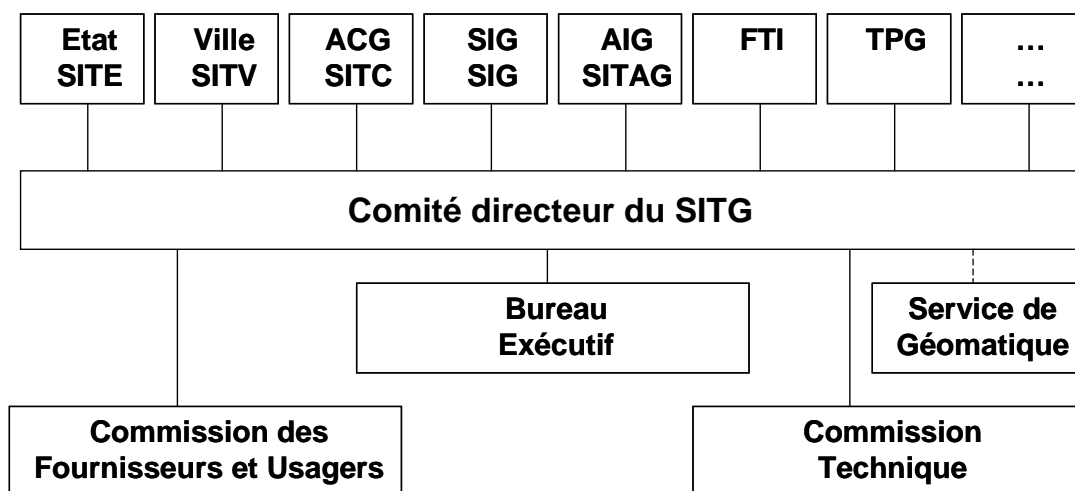 Etat
SITE
Ville
SITV
ACG
SITC
SIG
SIG
AIG
SITAG
FTI
TPG
...
...
Comité directeur du SITG
Bureau
Exécutif
Service de
Géomatique
Commission des
Fournisseurs et Usagers
Commission
Technique